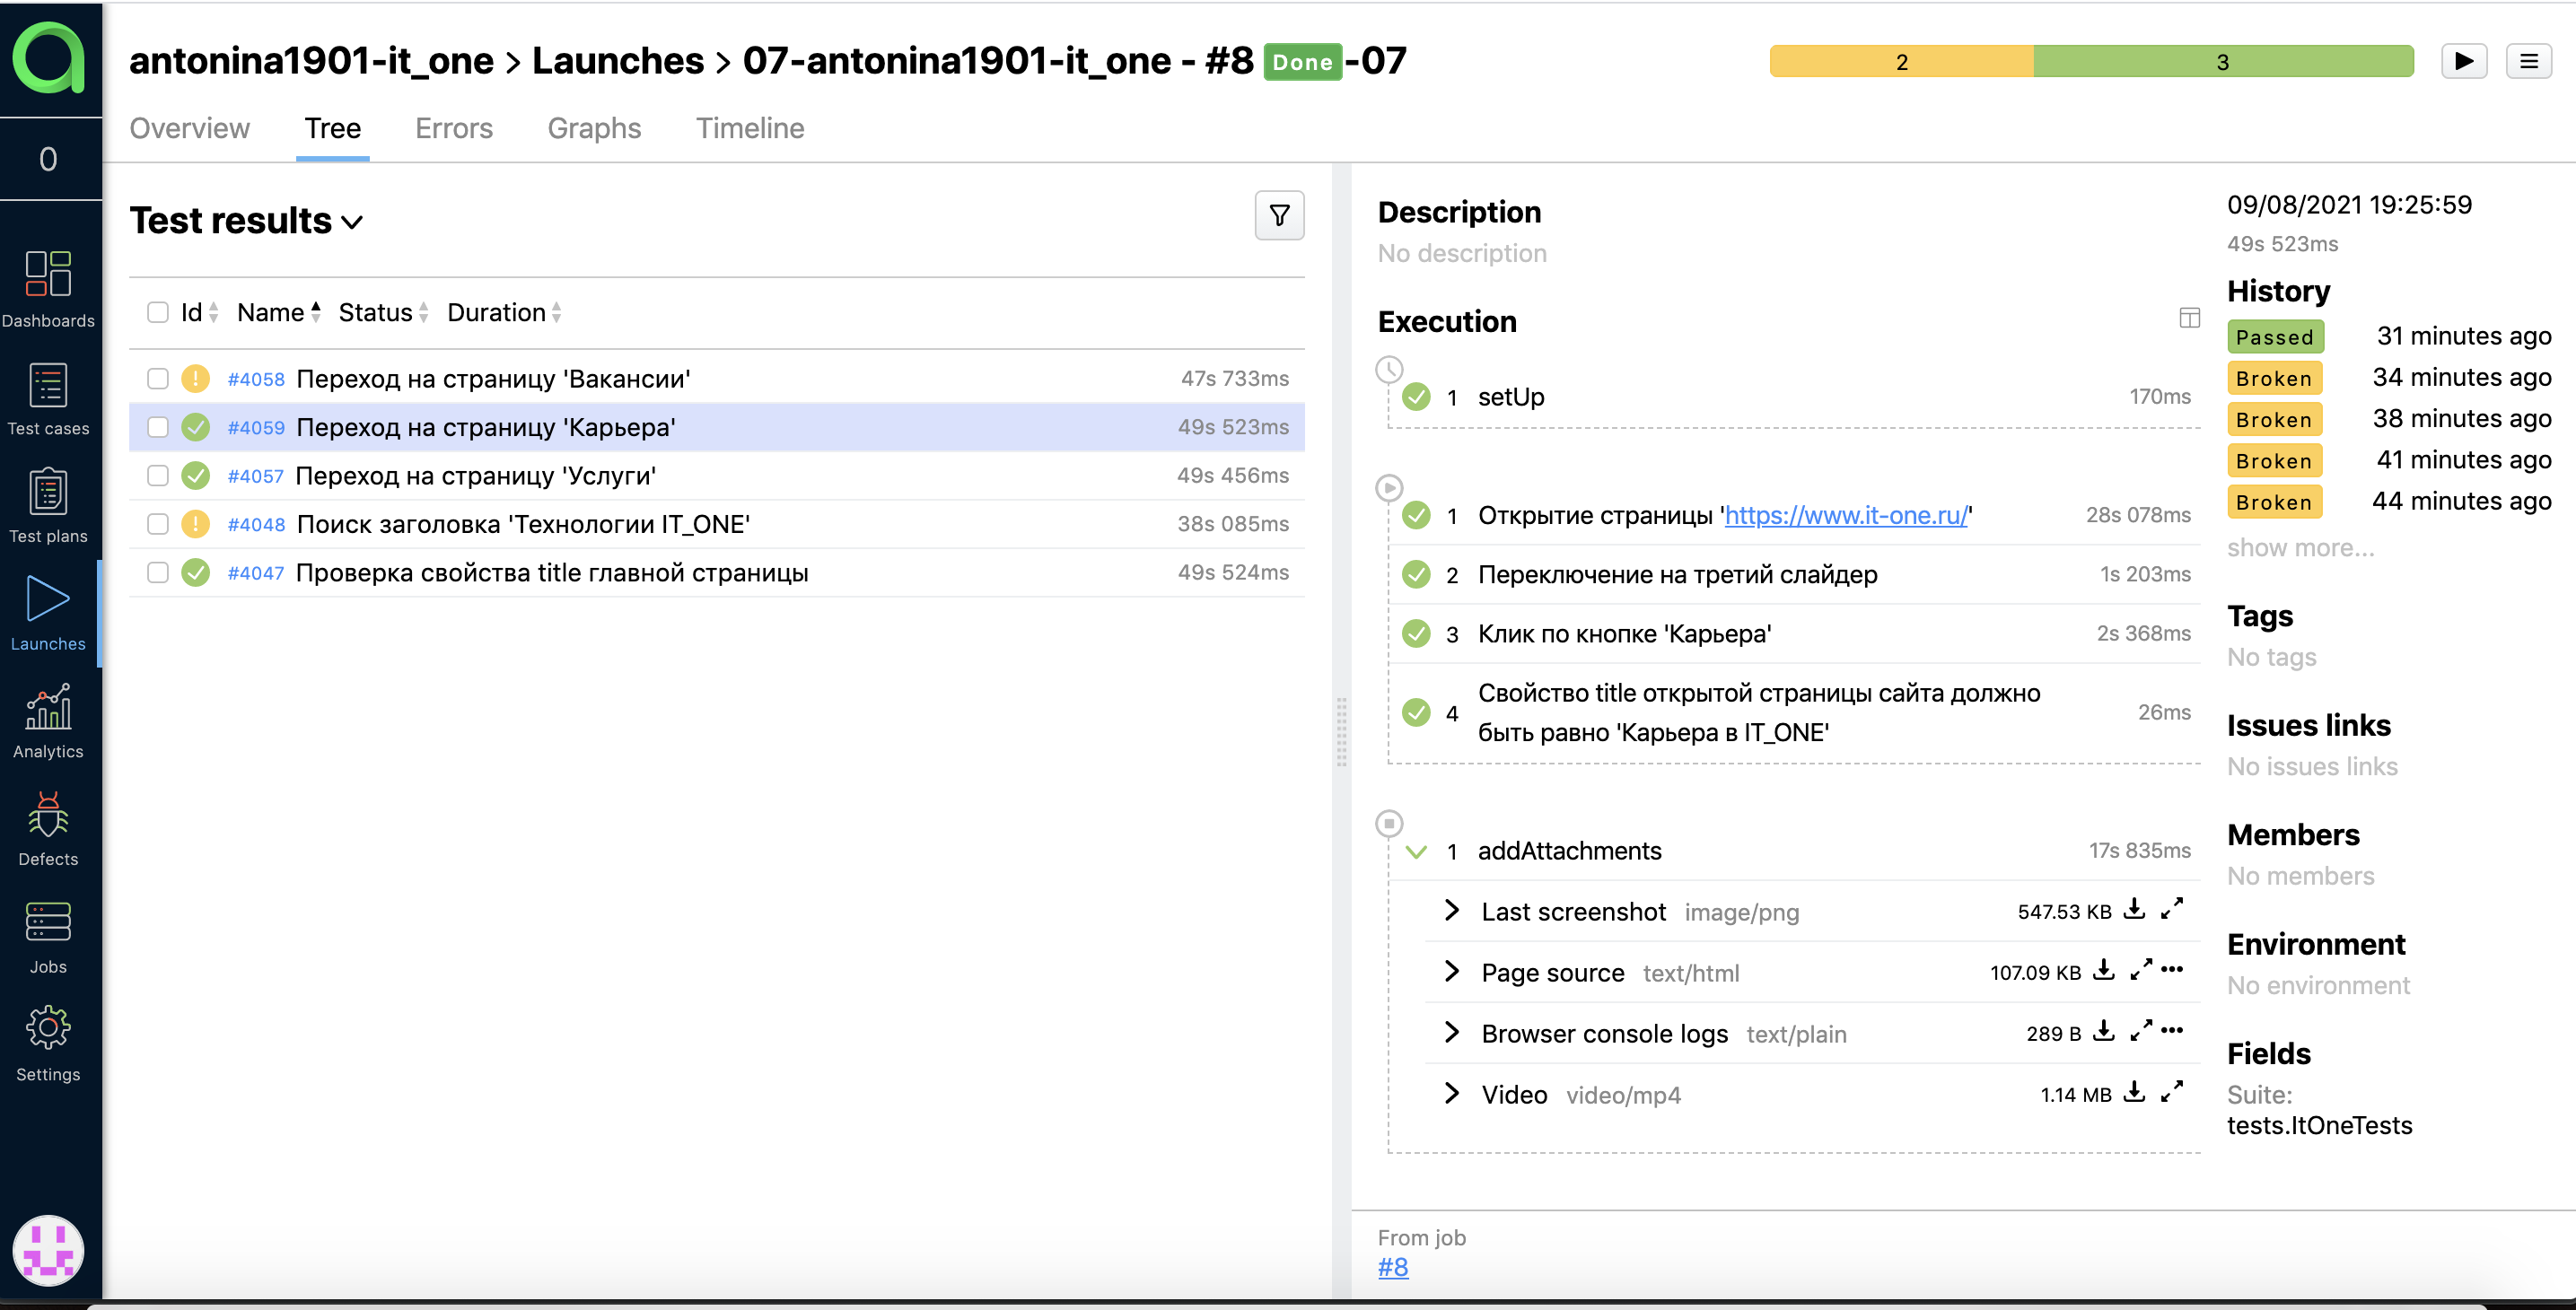 antonina1901-it_one > Launches > 07-antonina1901-it_one - #8 Done -07
2 3
Overview Tree Errors Graphs Timeline
0
Dashboards
Test cases
Test plans
Launches
Analytics
Defects
Jobs
Settings
Test results
Id Name Status Duration
#4058 Переход на страницу 'Вакансии' 47s 733ms
#4059 Переход на страницу 'Карьера' 49s 523ms
#4057 Переход на страницу 'Услуги' 49s 456ms
#4048 Поиск заголовка 'Технологии IT_ONE' 38s 085ms
#4047 Проверка свойства title главной страницы 49s 524ms
Description
No description
Execution
1 setUp 170ms
1 Открытие страницы 'https://www.it-one.ru/' 28s 078ms
2 Переключение на третий слайдер 1s 203ms
3 Клик по кнопке 'Карьера' 2s 368ms
4 Свойство title открытой страницы сайта должно
быть равно 'Карьера в IT_ONE' 26ms
1 addAttachments 17s 835ms
Last screenshot image/png 547.53 KB
Page source text/html 107.09 KB
Browser console logs text/plain 289 B
Video video/mp4 1.14 MB
From job
#8
09/08/2021 19:25:59
49s 523ms
History
Passed 31 minutes ago
Broken 34 minutes ago
Broken 38 minutes ago
Broken 41 minutes ago
Broken 44 minutes ago
show more...
Tags
No tags
Issues links
No issues links
Members
No members
Environment
No environment
Fields
Suite:
tests.ItOneTests